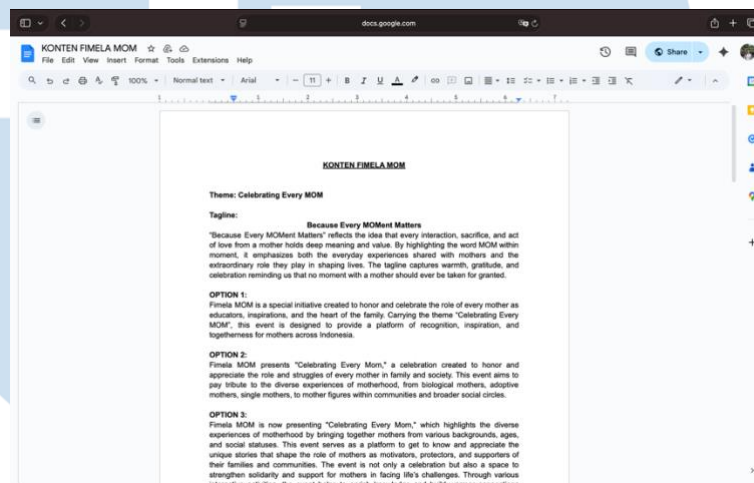 docs.google.com
KONTEN FIMELA MOM
File Edit View Insert Format Tools Extensions Help
Share
100% Normal text Arial 11 B I U A
1 1 2 3 4 5 6 7
KONTEN FIMELA MOM
Theme: Celebrating Every MOM
Tagline:
Because Every MOMent Matters
"Because Every MOMent Matters" reflects the idea that every interaction, sacrifice, and act
of love from a mother holds deep meaning and value. By highlighting the word MOM within
moment, it emphasizes both the everyday experiences shared with mothers and the
extraordinary role they play in shaping lives. The tagline captures warmth, gratitude, and
celebration reminding us that no moment with a mother should ever be taken for granted.
OPTION 1:
Fimela MOM is a special initiative created to honor and celebrate the role of every mother as
educators, inspirations, and the heart of the family. Carrying the theme "Celebrating Every
MOM", this event is designed to provide a platform of recognition, inspiration, and
togetherness for mothers across Indonesia.
OPTION 2:
Fimela MOM presents "Celebrating Every Mom," a celebration created to honor and
appreciate the role and struggles of every mother in family and society. This event aims to
pay tribute to the diverse experiences of motherhood, from biological mothers, adoptive
mothers, single mothers, to mother figures within communities and broader social circles.
OPTION 3:
Fimela MOM is now presenting "Celebrating Every Mom," which highlights the diverse
experiences of motherhood by bringing together mothers from various backgrounds, ages,
and social statuses. This event serves as a platform to get to know and appreciate the
unique stories that shape the role of mothers as motivators, protectors, and supporters of
their families and communities. The event is not only a celebration but also a space to
strengthen solidarity and support for mothers in facing life's challenges. Through various